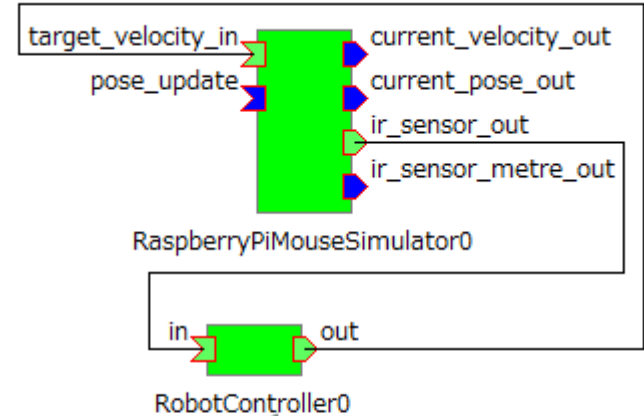 target_velocity_in
current_velocity_out
pose_update
current_pose_out
ir_sensor_out
ir_sensor_metre_out
RaspberryPiMouseSimulator0
in
out
RobotController0